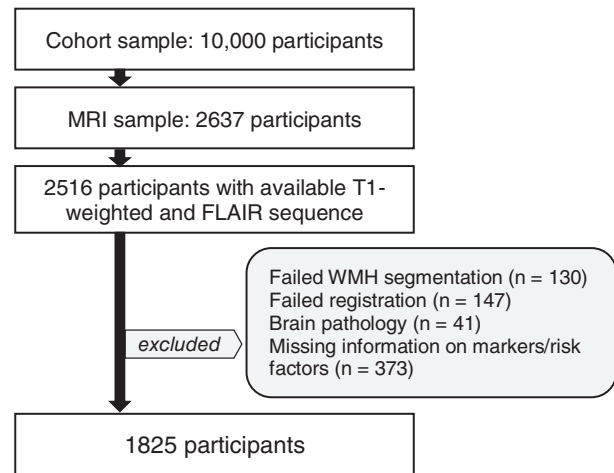 Cohort sample: 10,000 participants
MRI sample: 2637 participants
2516 participants with available T1-
weighted and FLAIR sequence
Failed WMH segmentation (n = 130)
Failed registration (n = 147)
Brain pathology (n = 41)
Missing information on markers/risk
factors (n = 373)
excluded
1825 participants